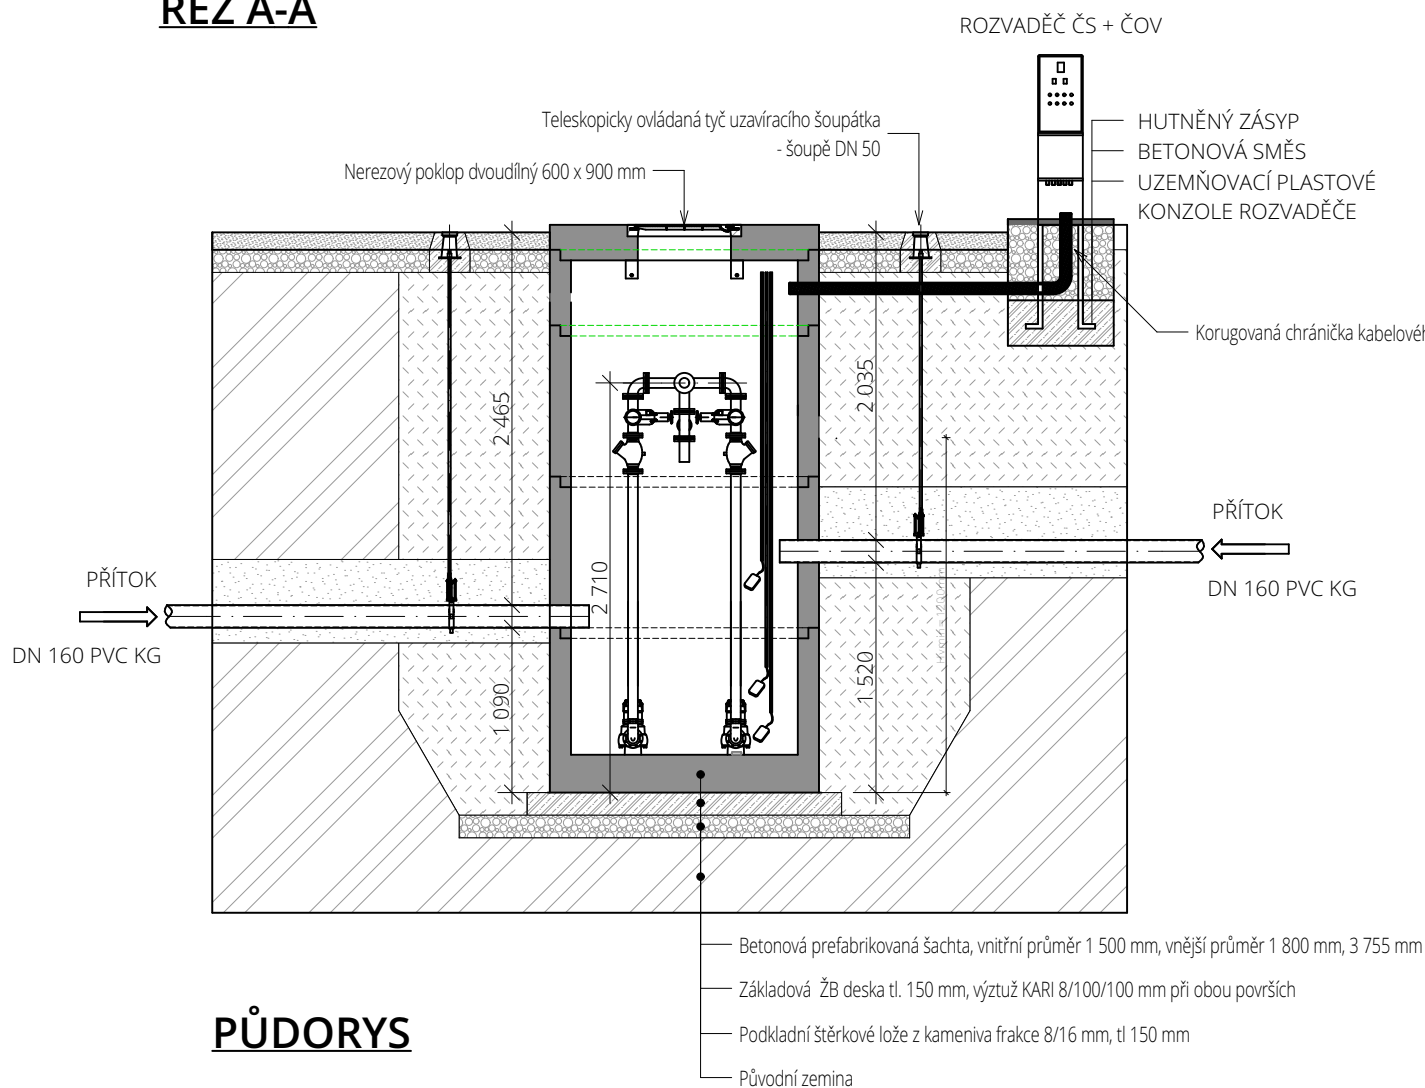 ŘEZ A-A
ROZVADĚČ ČS + ČOV
Teleskopicky ovládaná tyč uzavíracího šoupátka
- šoupě DN 50
Nerezový poklop dvoudílný 600 x 900 mm
HUTNĚNÝ ZÁSYP
BETONOVÁ SMĚS
UZEMŇOVACÍ PLASTOVÉ
KONZOLE ROZVADĚČE
Korugovaná chránička
2 465
2 035
2 710
1 090
1 520
PŘÍTOK
DN 160 PVC KG
PŘÍTOK
DN 160 PVC KG
Betonová prefabrikovaná šachta, vnitřní průměr 1 500 mm, vnější průměr 1 800 mm, 3 755 mm
Základová ŽB deska tl. 150 mm, výztuž KARI 8/100/100 mm při obou površích
Podkladní štěrkové lože z kameniva frakce 8/16 mm, tl 150 mm
Původní zemina
PŮDORYS